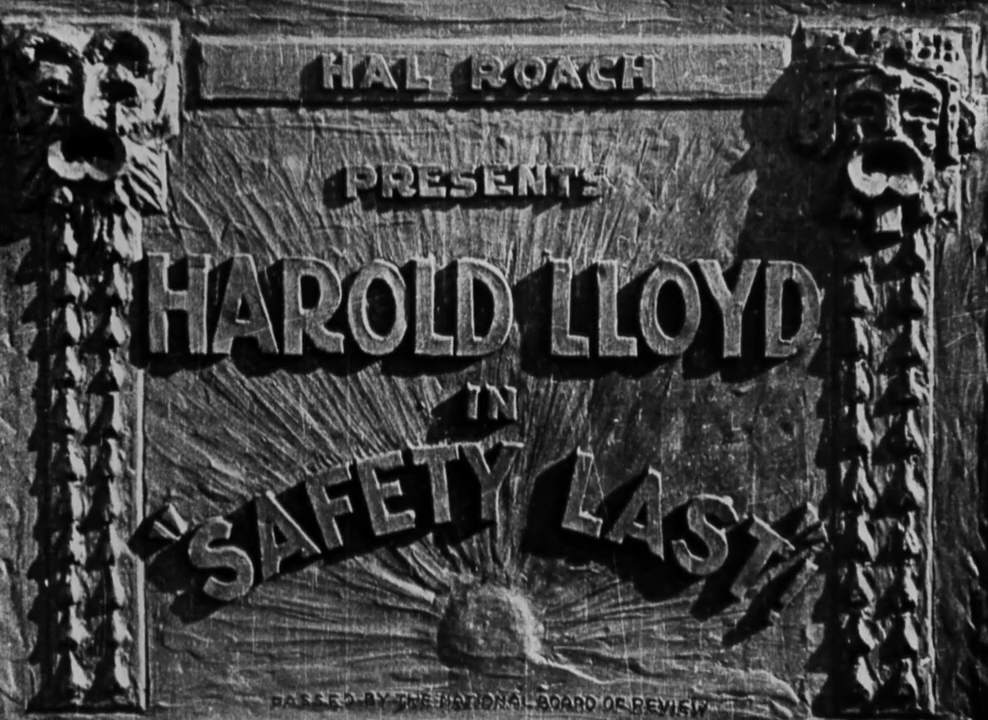 HAL ROACH
PRESENTS
HAROLD LLOYD
IN
"SAFETY LAST"
PASSED BY THE NATIONAL BOARD OF REVIEW